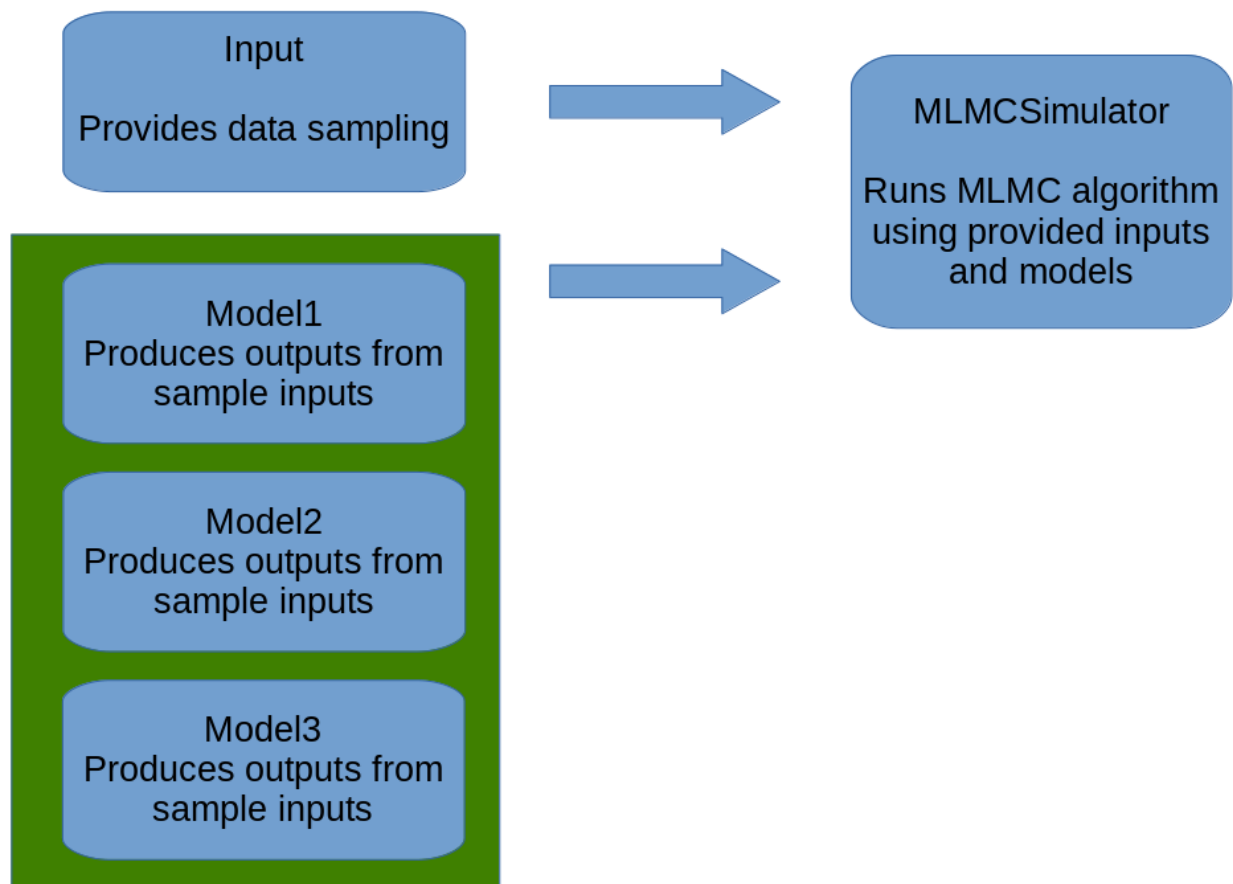 Input
Provides data sampling
MLMCSimulator
Runs MLMC algorithm
using provided inputs
and models
Model1
Produces outputs from
sample inputs
Model2
Produces outputs from
sample inputs
Model3
Produces outputs from
sample inputs